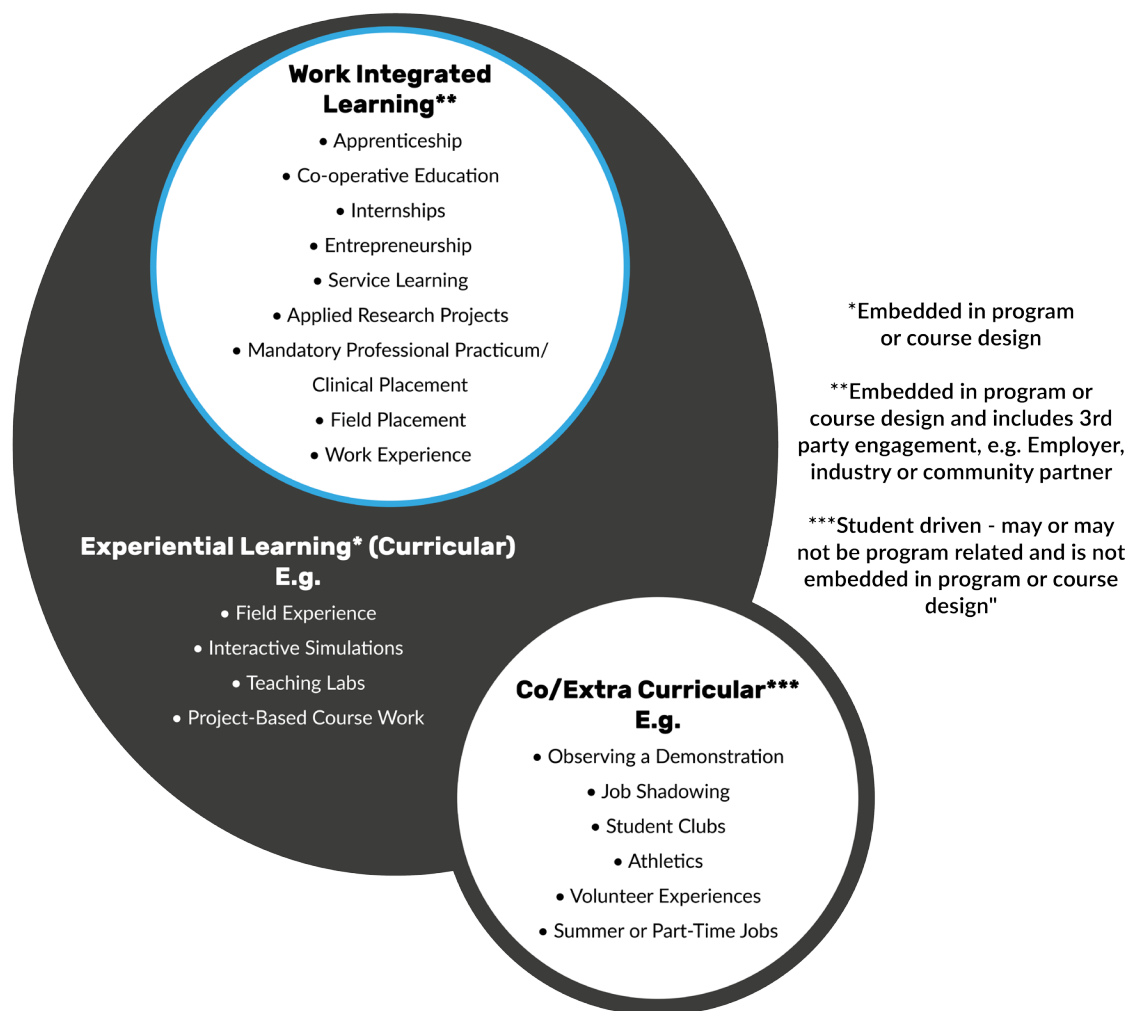 Work Integrated
Learning**
• Apprenticeship
• Co-operative Education
• Internships
• Entrepreneurship
• Service Learning
• Applied Research Projects
• Mandatory Professional Practicum/
Clinical Placement
• Field Placement
• Work Experience
Experiential Learning* (Curricular)
E.g.
• Field Experience
• Interactive Simulations
• Teaching Labs
• Project-Based Course Work
Co/Extra Curricular***
E.g.
• Observing a Demonstration
• Job Shadowing
• Student Clubs
• Athletics
• Volunteer Experiences
• Summer or Part-Time Jobs
*Embedded in program
or course design
**Embedded in program or
course design and includes 3rd
party engagement, e.g. Employer,
industry or community partner
***Student driven - may or may
not be program related and is not
embedded in program or course
design"